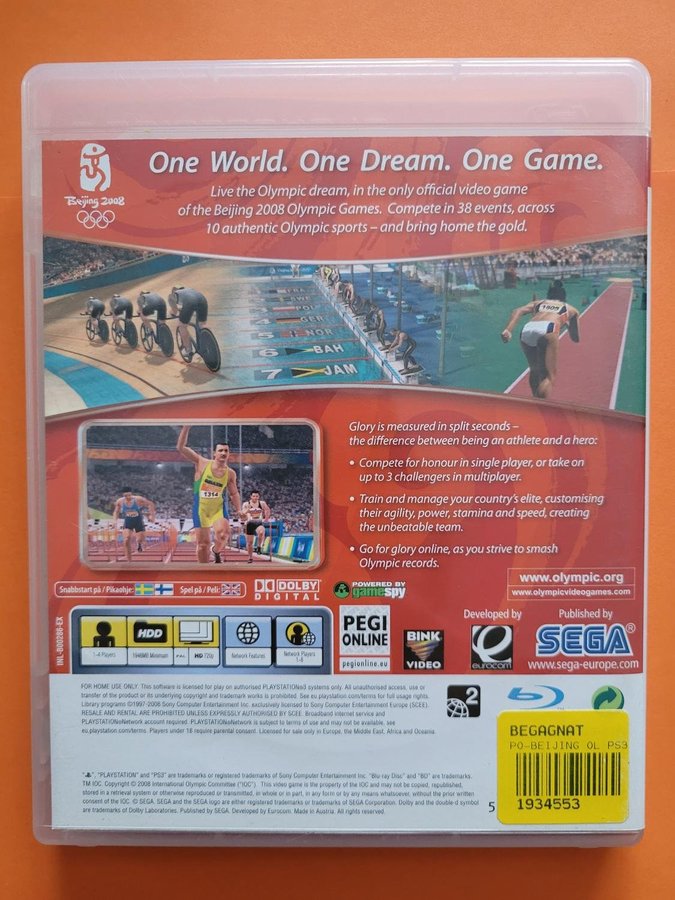 One World. One Dream. One Game.
Beijing 2008
Live the Olympic dream, in the only official video game
of the Beijing 2008 Olympic Games. Compete in 38 events, across
10 authentic Olympic sports – and bring home the gold.
GER
5 NOR
6 BAH
7 JAM
1809
Glory is measured in split seconds –
the difference between being an athlete and a hero:
• Compete for honour in single player, or take on
up to 3 challengers in multiplayer.
• Train and manage your country's elite, customising
their agility, power, stamina and speed, creating
the unbeatable team.
• Go for glory online, as you strive to smash
Olympic records.
1314
www.olympic.org
www.olympicvideogames.com
Snabbstart på / Pikaohje:
Spel på / Peli:
DOLBY
DIGITAL
POWERED BY
gamespy
INL-B00286-EX
1-4 Players
HDD
1946MB Minimum
PAL HD 720p
Network Features
Network Players
1-8
PEGI
ONLINE
pegionline.eu
BINK
VIDEO
Developed by
eurocom
Published by
SEGA®
www.sega-europe.com
FOR HOME USE ONLY. This software is licensed for play on authorised PLAYSTATION®3 systems only. All unauthorised access, use or
transfer of the product or its underlying copyright and trademark works is prohibited. See eu.playstation.com/terms for full usage rights.
Library programs ©1997-2008 Sony Computer Entertainment Inc. exclusively licensed to Sony Computer Entertainment Europe (SCEE).
RESALE AND RENTAL ARE PROHIBITED UNLESS EXPRESSLY AUTHORISED BY SCEE. Broadband internet service and
PLAYSTATION®Network account required. PLAYSTATION®Network is subject to terms of use and may not be available, see
eu.playstation.com/terms. Players under 18 require parental consent. Licensed for sale only in Europe, the Middle East, Africa and Oceania.
2
BEGAGNAT
PO-BEIJING OL PS3
5
1934553
"PLAYSTATION" and "PS3" are trademarks or registered trademarks of Sony Computer Entertainment Inc. "Blu-ray Disc" and "BD" are trademarks.
TM IOC. Copyright © 2008 International Olympic Committee ("IOC"). This video game is the property of the IOC and may not be copied, republished,
stored in a retrieval system or otherwise reproduced or transmitted, in whole or in part, in any form or by any means whatsoever, without the prior written
consent of the IOC. © SEGA. SEGA and the SEGA logo are either registered trademarks or trademarks of SEGA Corporation. Dolby and the double-d symbol
are trademarks of Dolby Laboratories. Published by SEGA. Developed by Eurocom. Made in Austria. All rights reserved.